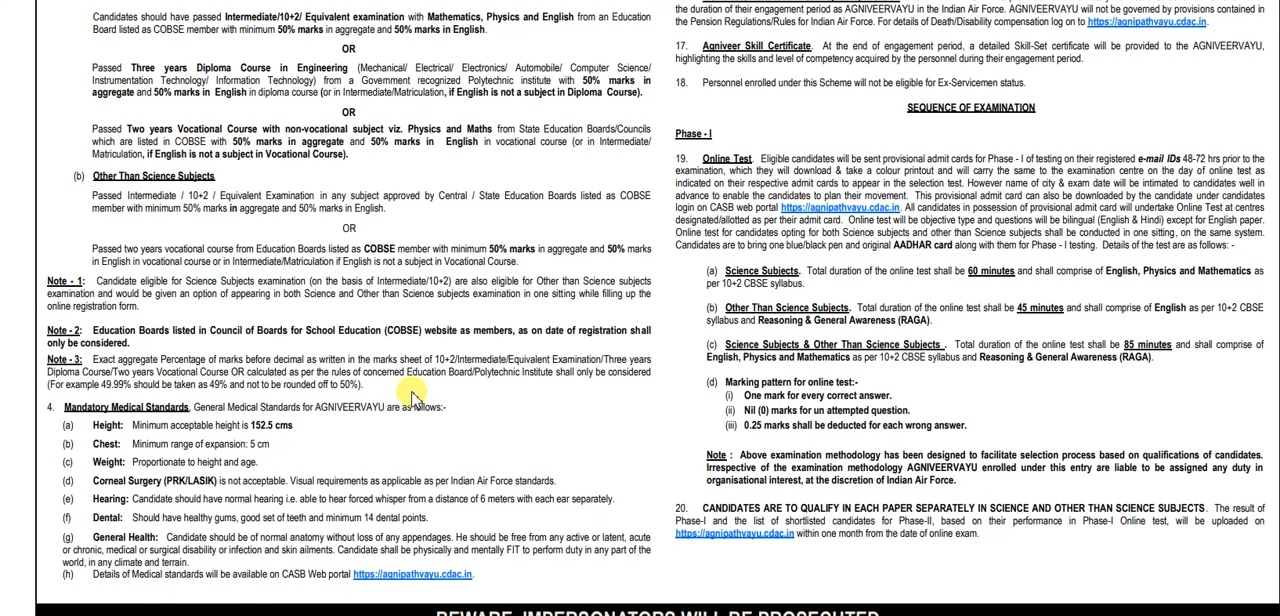 Candidates should have passed Intermediate/10+2/ Equivalent examination with Mathematics, Physics and English from an Education
Board listed as COBSE member with minimum 50% marks in aggregate and 50% marks in English.
OR
Passed Three years Diploma Course in Engineering (Mechanical/ Electrical/ Electronics/ Automobile/ Computer Science/
Instrumentation Technology/ Information Technology) from a Government recognized Polytechnic institute with 50% marks in
aggregate and 50% marks in English in diploma course (or in Intermediate/Matriculation, if English is not a subject in Diploma Course).
OR
Passed Two years Vocational Course with non-vocational subject viz. Physics and Maths from State Education Boards/Councils
which are listed in COBSE with 50% marks in aggregate and 50% marks in English in vocational course (or in Intermediate/
Matriculation, if English is not a subject in Vocational Course).
(b) Other Than Science Subjects
Passed Intermediate / 10+2 / Equivalent Examination in any subject approved by Central / State Education Boards listed as COBSE
member with minimum 50% marks in aggregate and 50% marks in English.
OR
Passed two years vocational course from Education Boards listed as COBSE member with minimum 50% marks in aggregate and 50% marks
in English in vocational course or in Intermediate/Matriculation if English is not a subject in Vocational Course.
Note - 1: Candidate eligible for Science Subjects examination (on the basis of Intermediate/10+2) are also eligible for Other than Science subjects
examination and would be given an option of appearing in both Science and Other than Science subjects examination in one sitting while filling up the
online registration form.
Note - 2: Education Boards listed in Council of Boards for School Education (COBSE) website as members, as on date of registration shall
only be considered.
Note - 3: Exact aggregate Percentage of marks before decimal as written in the marks sheet of 10+2/Intermediate/Equivalent Examination/Three years
Diploma Course/Two years Vocational Course OR calculated as per the rules of concerned Education Board/Polytechnic Institute shall only be considered
(For example 49.99% should be taken as 49% and not to be rounded off to 50%).
4. Mandatory Medical Standards. General Medical Standards for AGNIVEERVAYU are as follows:-
(a) Height: Minimum acceptable height is 152.5 cms
(b) Chest: Minimum range of expansion: 5 cm
(c) Weight: Proportionate to height and age.
(d) Corneal Surgery (PRK/LASIK) is not acceptable. Visual requirements as applicable as per Indian Air Force standards.
(e) Hearing: Candidate should have normal hearing i.e. able to hear forced whisper from a distance of 6 meters with each ear separately.
(f) Dental: Should have healthy gums, good set of teeth and minimum 14 dental points.
(g) General Health: Candidate should be of normal anatomy without loss of any appendages. He should be free from any active or latent, acute
or chronic, medical or surgical disability or infection and skin ailments. Candidate shall be physically and mentally FIT to perform duty in any part of the
world, in any climate and terrain.
(h) Details of Medical standards will be available on CASB Web portal https://agnipathvayu.cdac.in.
the duration of their engagement period as AGNIVEERVAYU in the Indian Air Force. AGNIVEERVAYU will not be governed by provisions contained in
the Pension Regulations/Rules for Indian Air Force. For details of Death/Disability compensation log on to https://agnipathvayu.cdac.in.
17. Agniveer Skill Certificate. At the end of engagement period, a detailed Skill-Set certificate will be provided to the AGNIVEERVAYU,
highlighting the skills and level of competency acquired by the personnel during their engagement period.
18. Personnel enrolled under this Scheme will not be eligible for Ex-Servicemen status.
SEQUENCE OF EXAMINATION
Phase - I
19. Online Test. Eligible candidates will be sent provisional admit cards for Phase - I of testing on their registered e-mail IDs 48-72 hrs prior to the
examination, which they will download & take a colour printout and will carry the same to the examination centre on the day of online test as
indicated on their respective admit cards to appear in the selection test. However name of city & exam date will be intimated to candidates well in
advance to enable the candidates to plan their movement. This provisional admit card can also be downloaded by the candidate under candidates
login on CASB web portal https://agnipathvayu.cdac.in. All candidates in possession of provisional admit card will undertake Online Test at centres
designated/allotted as per their admit card. Online test will be objective type and questions will be bilingual (English & Hindi) except for English paper.
Online test for candidates opting for both Science subjects and other than Science subjects shall be conducted in one sitting, on the same system.
Candidates are to bring one blue/black pen and original AADHAR card along with them for Phase - I testing. Details of the test are as follows: -
(a) Science Subjects. Total duration of the online test shall be 60 minutes and shall comprise of English, Physics and Mathematics as
per 10+2 CBSE syllabus.
(b) Other Than Science Subjects. Total duration of the online test shall be 45 minutes and shall comprise of English as per 10+2 CBSE
syllabus and Reasoning & General Awareness (RAGA).
(c) Science Subjects & Other Than Science Subjects . Total duration of the online test shall be 85 minutes and shall comprise of
English, Physics and Mathematics as per 10+2 CBSE syllabus and Reasoning & General Awareness (RAGA).
(d) Marking pattern for online test:-
(i) One mark for every correct answer.
(ii) Nil (0) marks for an unattempted question.
(iii) 0.25 marks shall be deducted for each wrong answer.
Note : Above examination methodology has been designed to facilitate selection process based on qualifications of candidates.
Irrespective of the examination methodology AGNIVEERVAYU enrolled under this entry are liable to be assigned any duty in
organisational interest, at the discretion of Indian Air Force.
20. CANDIDATES ARE TO QUALIFY IN EACH PAPER SEPARATELY IN SCIENCE AND OTHER THAN SCIENCE SUBJECTS. The result of
Phase-I and the list of shortlisted candidates for Phase-II, based on their performance in Phase-I Online test, will be uploaded on
https://agnipathvayu.cdac.in within one month from the date of online exam.
BEWARE IMPERSONATORS WILL BE PROSECUTED